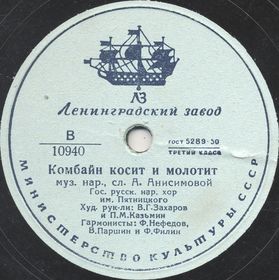 ЛЗ
Ленинградский завод
В
10940
ГОСТ 5289-50
ТРЕТИЙ КЛАСС
Комбайн косит и молотит
муз. нар., сл. А. Анисимовой
Гос. русск. нар. хор
им. Пятницкого
Худ. рук-ли: В.Г. Захаров
и П.М. Казьмин
Гармонисты: Ф. Нефедов,
В. Паршин и Ф. Филин
МИНИСТЕРСТВО КУЛЬТУРЫ СССР